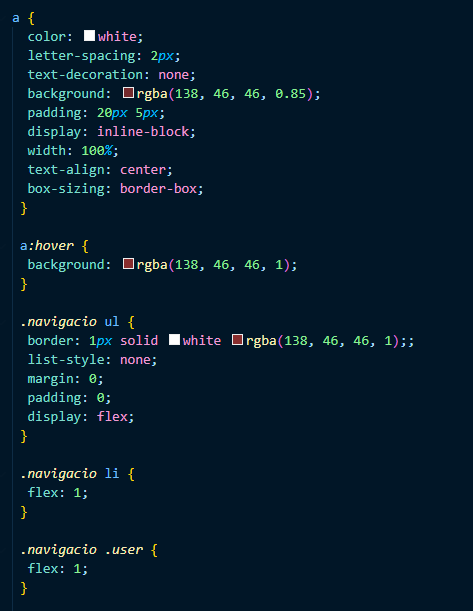 a {
color: white;
letter-spacing: 2px;
text-decoration: none;
background: rgba(138, 46, 46, 0.85);
padding: 20px 5px;
display: inline-block;
width: 100%;
text-align: center;
box-sizing: border-box;
}
a:hover {
background: rgba(138, 46, 46, 1);
}
.navigacio ul {
border: 1px solid white rgba(138, 46, 46, 1);;
list-style: none;
margin: 0;
padding: 0;
display: flex;
}
.navigacio li {
flex: 1;
}
.navigacio .user {
flex: 1;
}